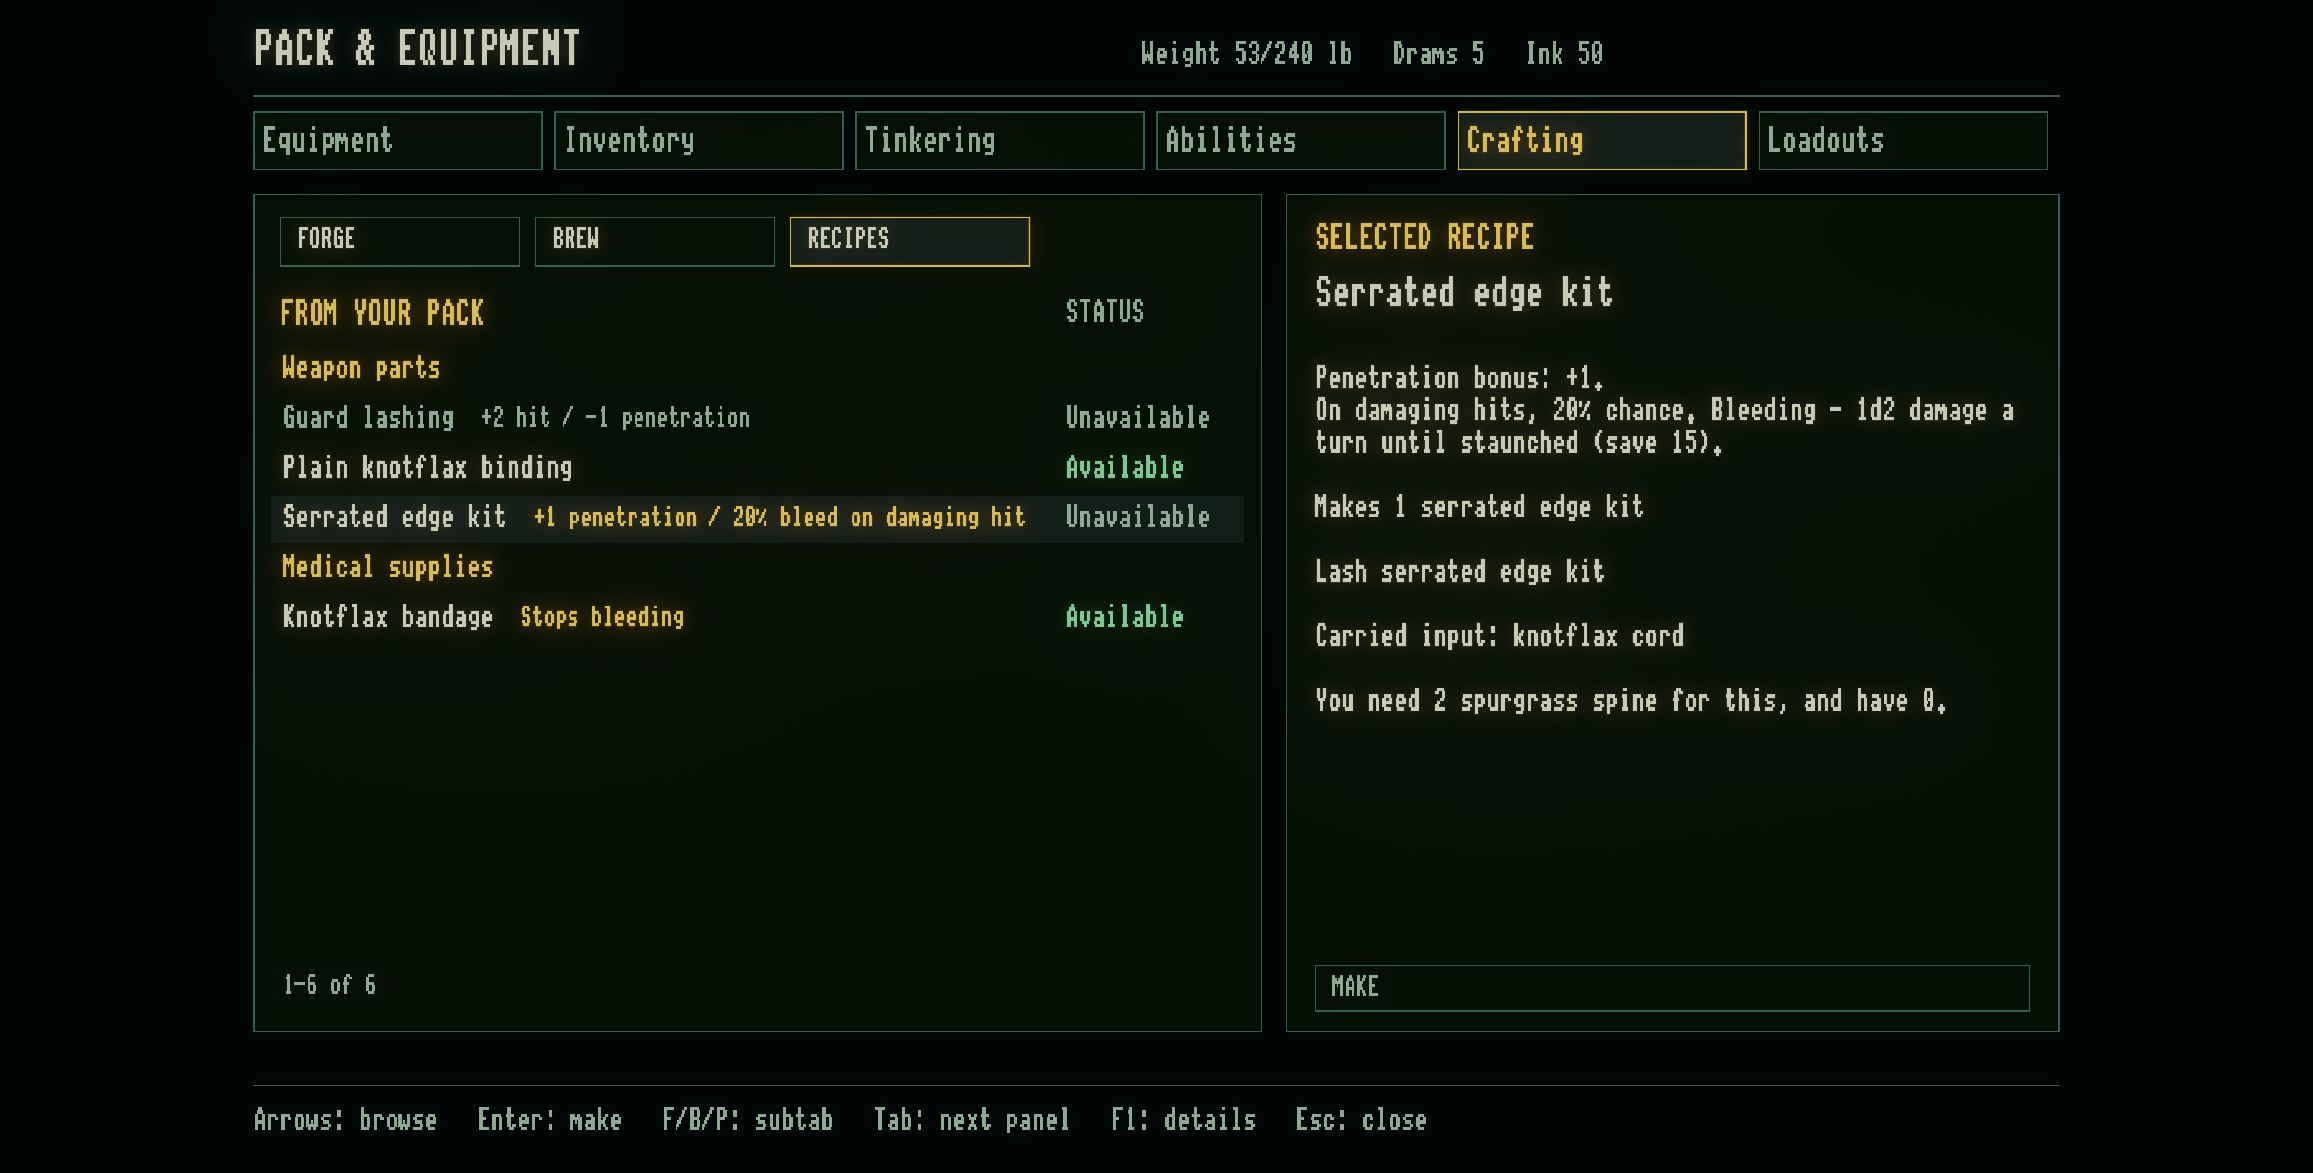 PACK & EQUIPMENT
Weight 53/240 lb Drams 5 Ink 50
Equipment Inventory Tinkering Abilities Crafting Loadouts
FORGE BREW RECIPES
FROM YOUR PACK STATUS
Weapon parts
Guard lashing +2 hit / -1 penetration Unavailable
Plain knotflax binding Available
Serrated edge kit +1 penetration / 20% bleed on damaging hit Unavailable
Medical supplies
Knotflax bandage Stops bleeding Available
1-6 of 6
SELECTED RECIPE
Serrated edge kit
Penetration bonus: +1.
On damaging hits, 20% chance, Bleeding - 1d2 damage a
turn until staunched (save 15).
Makes 1 serrated edge kit
Lash serrated edge kit
Carried input: knotflax cord
You need 2 spurgrass spine for this, and have 0.
MAKE
Arrows: browse Enter: make F/B/P: subtab Tab: next panel F1: details Esc: close